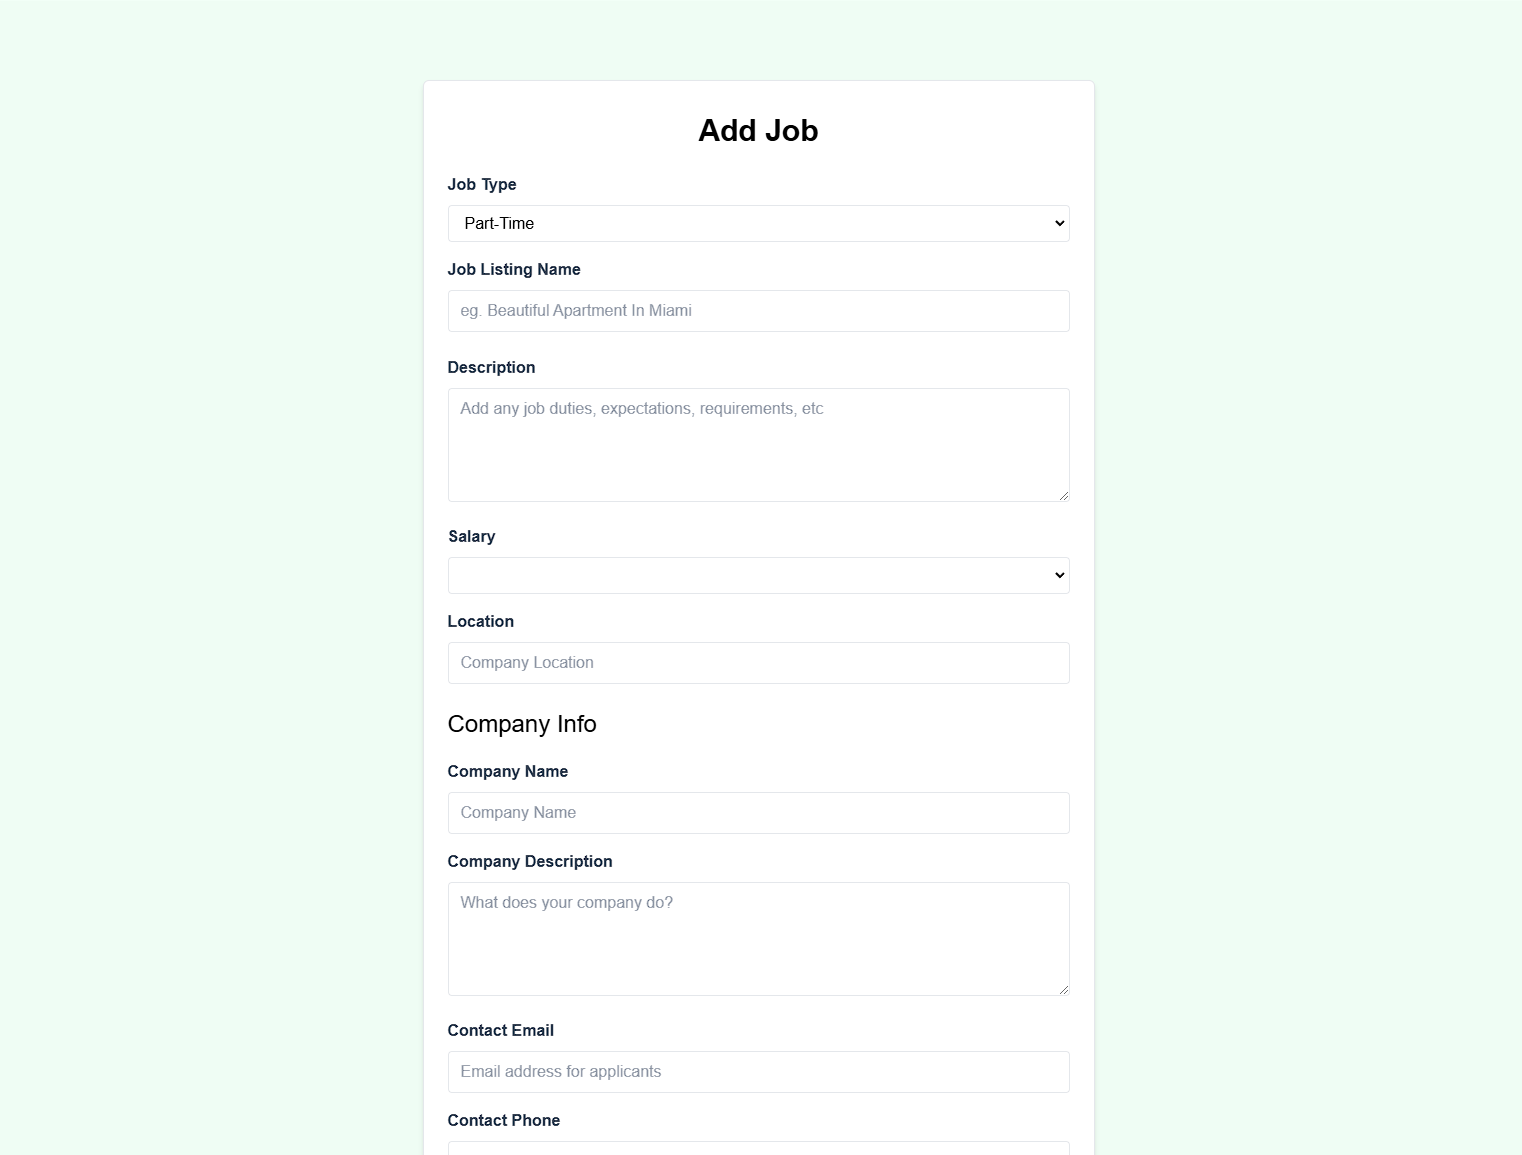 Add Job
Job Type
Part-Time
Job Listing Name
eg. Beautiful Apartment In Miami
Description
Add any job duties, expectations, requirements, etc
Salary
Location
Company Location
Company Info
Company Name
Company Name
Company Description
What does your company do?
Contact Email
Email address for applicants
Contact Phone